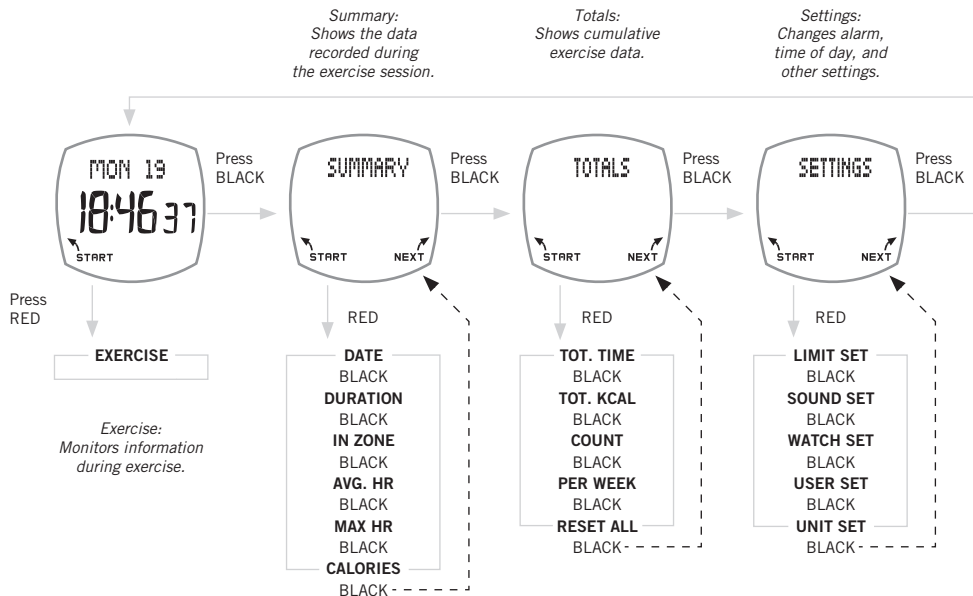 Summary:
Shows the data
recorded during
the exercise session.
Totals:
Shows cumulative
exercise data.
Settings:
Changes alarm,
time of day, and
other settings.
MON 19
18:46 37
START
Press
BLACK
SUMMARY
START NEXT
Press
BLACK
TOTALS
START NEXT
Press
BLACK
SETTINGS
START NEXT
Press
BLACK
Press
RED
EXERCISE
Exercise:
Monitors information
during exercise.
RED
DATE
BLACK
DURATION
BLACK
IN ZONE
BLACK
AVG. HR
BLACK
MAX HR
BLACK
CALORIES
BLACK
RED
TOT. TIME
BLACK
TOT. KCAL
BLACK
COUNT
BLACK
PER WEEK
BLACK
RESET ALL
BLACK
RED
LIMIT SET
BLACK
SOUND SET
BLACK
WATCH SET
BLACK
USER SET
BLACK
UNIT SET
BLACK